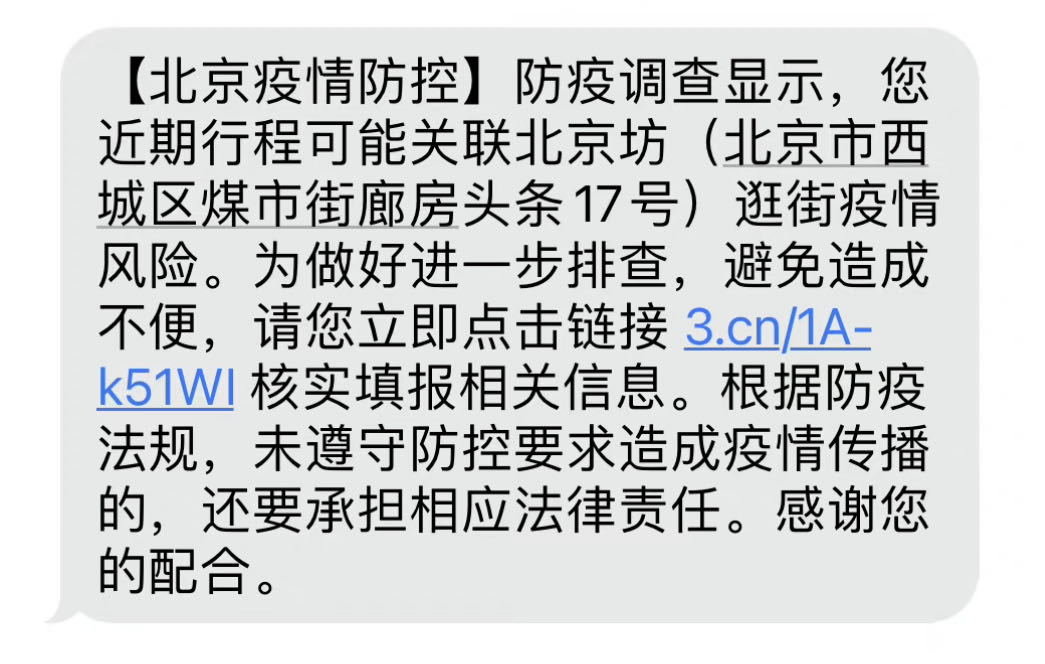 【北京疫情防控】防疫调查显示，您
近期行程可能关联北京坊（北京市西
城区煤市街廊房头条17号）逛街疫情
风险。为做好进一步排查，避免造成
不便，请您立即点击链接 3.cn/1A-
k51WI 核实填报相关信息。根据防疫
法规，未遵守防控要求造成疫情传播
的，还要承担相应法律责任。感谢您
的配合。